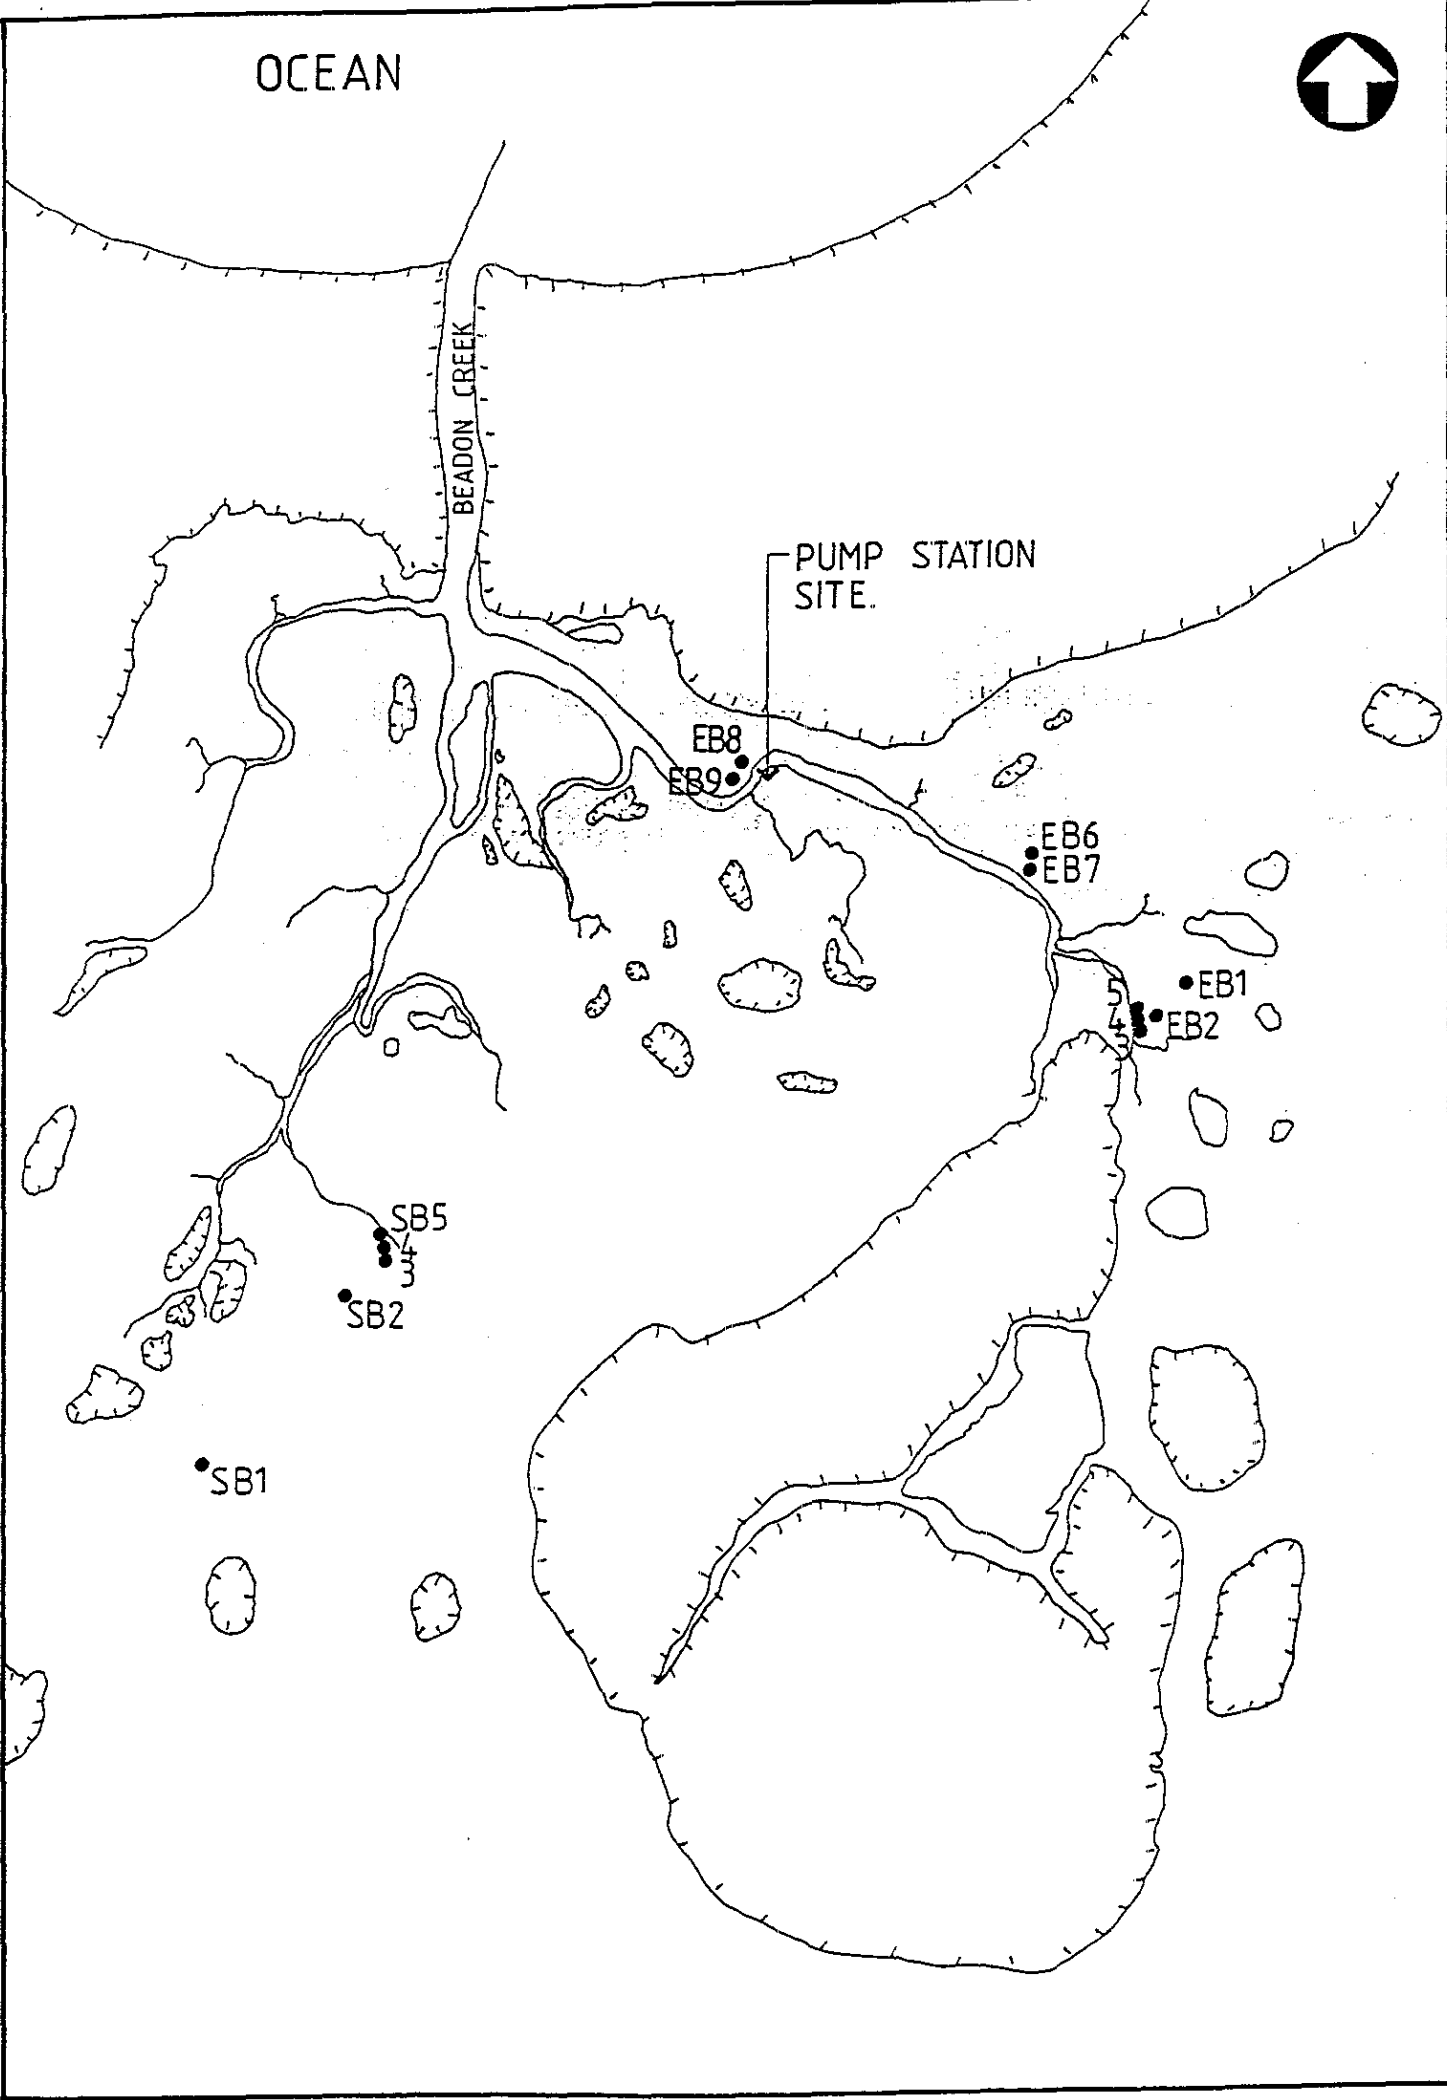 OCEAN
BEADON CREEK
PUMP STATION
SITE.
EB8
EB9
EB6
EB7
EB1
5
4
EB2
3
SB5
4
3
SB2
SB1